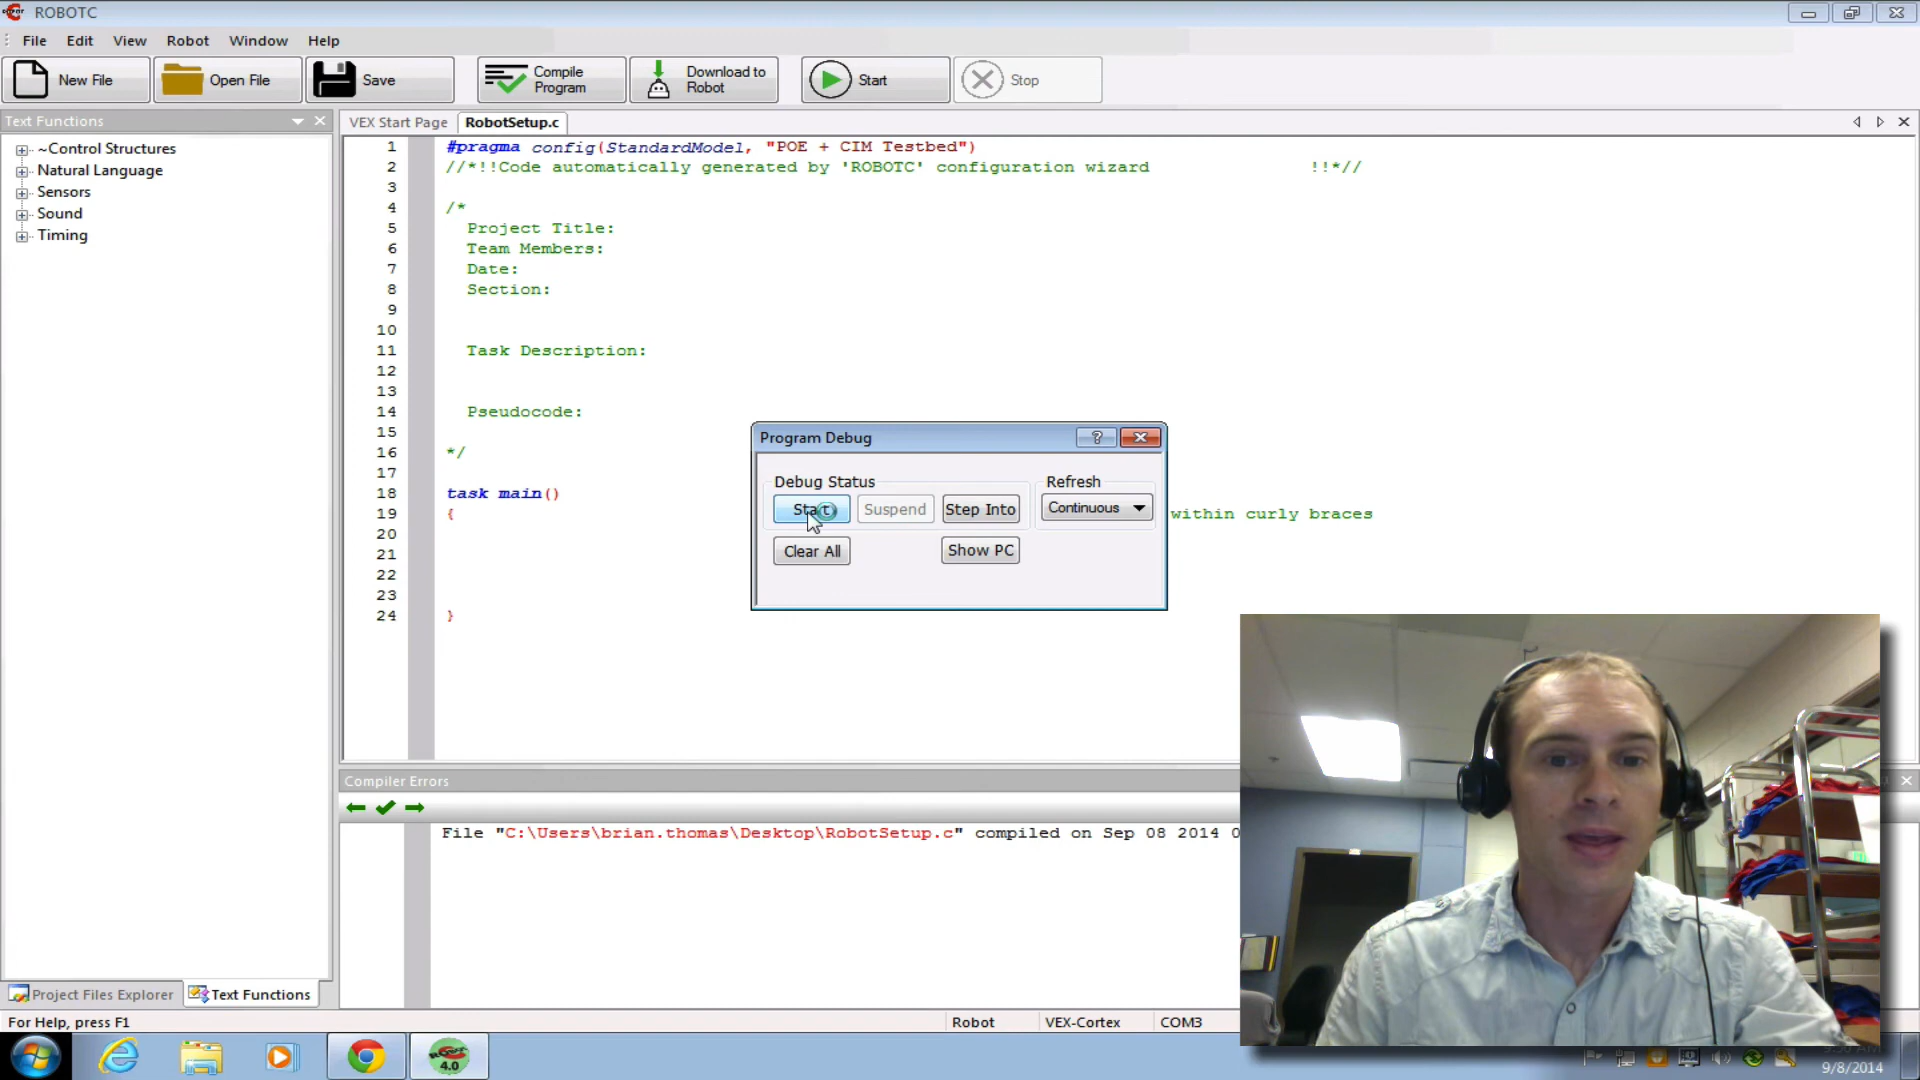 ROBOTC
File Edit View Robot Window Help
New File Open File Save Compile Program Download to Robot Start Stop
Text Functions
~Control Structures
Natural Language
Sensors
Sound
Timing
VEX Start Page RobotSetup.c
1 #pragma config(StandardModel, "POE + CIM Testbed")
2 //*!!Code automatically generated by 'ROBOTC' configuration wizard !!*//
3
4 /*
5 Project Title:
6 Team Members:
7 Date:
8 Section:
9
10
11 Task Description:
12
13
14 Pseudocode:
15
16 */
17
18 task main()
19 { within curly braces
20
21
22
23
24 }
Program Debug
Debug Status Refresh
Start Suspend Step Into Continuous
Clear All Show PC
Compiler Errors
File "C:\Users\brian.thomas\Desktop\RobotSetup.c" compiled on Sep 08 2014 0
Project Files Explorer Text Functions
For Help, press F1 Robot VEX-Cortex COM3
ROBOT 4.0
9/8/2014